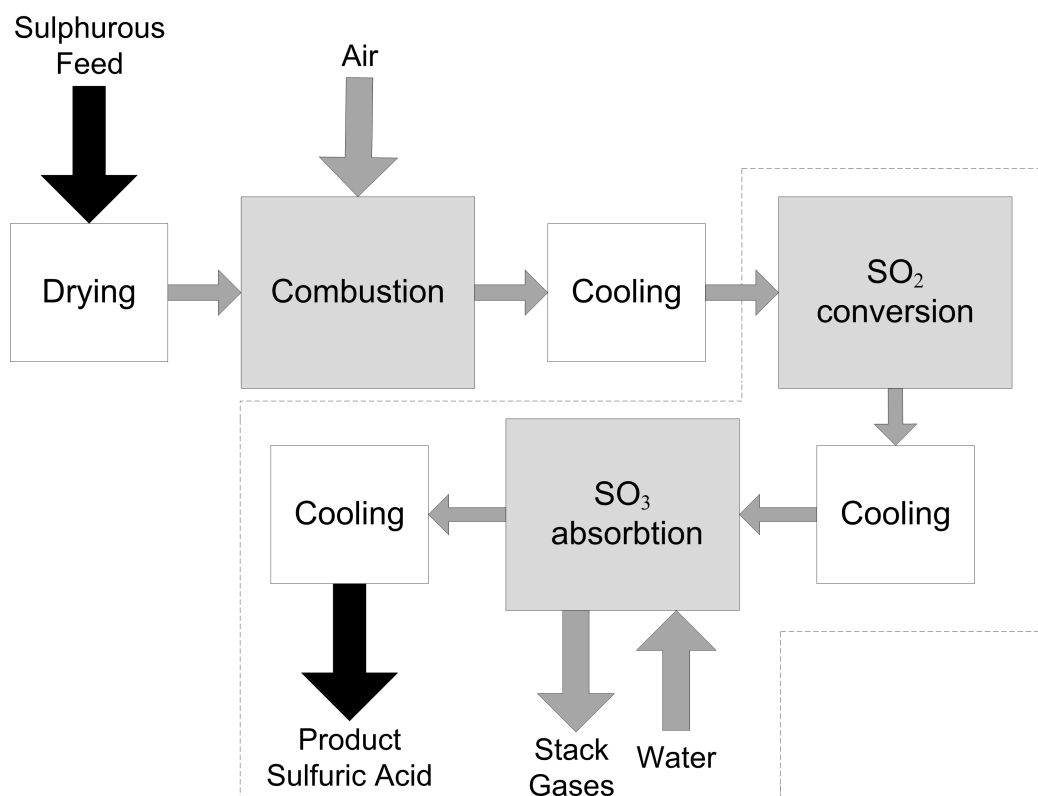 Sulphurous
Feed
Air
Drying
Combustion
Cooling
SO₂
conversion
Cooling
SO₃
absorbtion
Cooling
Product
Sulfuric Acid
Stack
Gases
Water